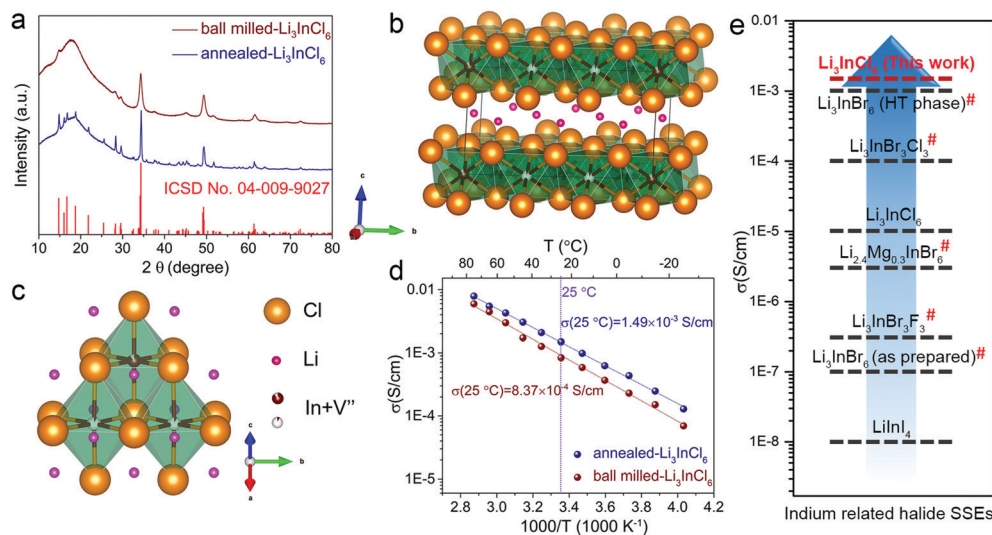 a
ball milled-Li₃InCl₆
annealed-Li₃InCl₆
ICSD No. 04-009-9027
Intensity (a.u.)
10 20 30 40 50 60 70 80
2 θ (degree)
b
c
b
c
Cl
Li
In+V''
c
b
a
d
T (°C)
80 60 40 20 0 -20
25 °C
σ(25 °C)=1.49×10⁻³ S/cm
σ(25 °C)=8.37×10⁻⁴ S/cm
annealed-Li₃InCl₆
ball milled-Li₃InCl₆
0.01
1E-3
1E-4
1E-5
σ(S/cm)
2.8 3.0 3.2 3.4 3.6 3.8 4.0 4.2
1000/T (1000 K⁻¹)
e
0.01
1E-3
1E-4
1E-5
1E-6
1E-7
1E-8
σ(S/cm)
Li₃InCl₆ (This work)
Li₃InBr₆ (HT phase)#
Li₃InBr₃Cl₃#
Li₃InCl₆
Li₂.₄Mg₀.₃InBr₆#
Li₃InBr₃F₃#
Li₃InBr₆ (as prepared)#
LiInI₄
Indium related halide SSEs